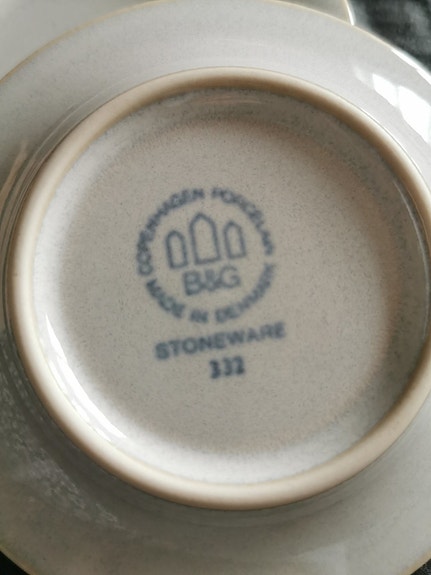 COPENHAGEN PORCELAIN
B&G
MADE IN DENMARK
STONEWARE
332